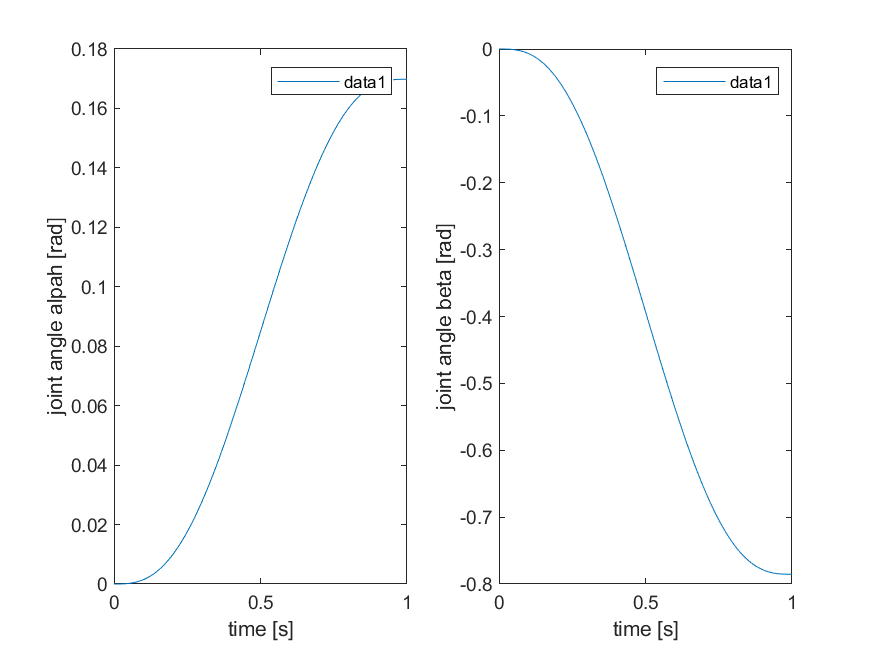 0.18
0.16
0.14
0.12
0.1
0.08
0.06
0.04
0.02
0
joint angle alpah [rad]
data1
0 0.5 1
time [s]
0
-0.1
-0.2
-0.3
-0.4
-0.5
-0.6
-0.7
-0.8
joint angle beta [rad]
data1
0 0.5 1
time [s]